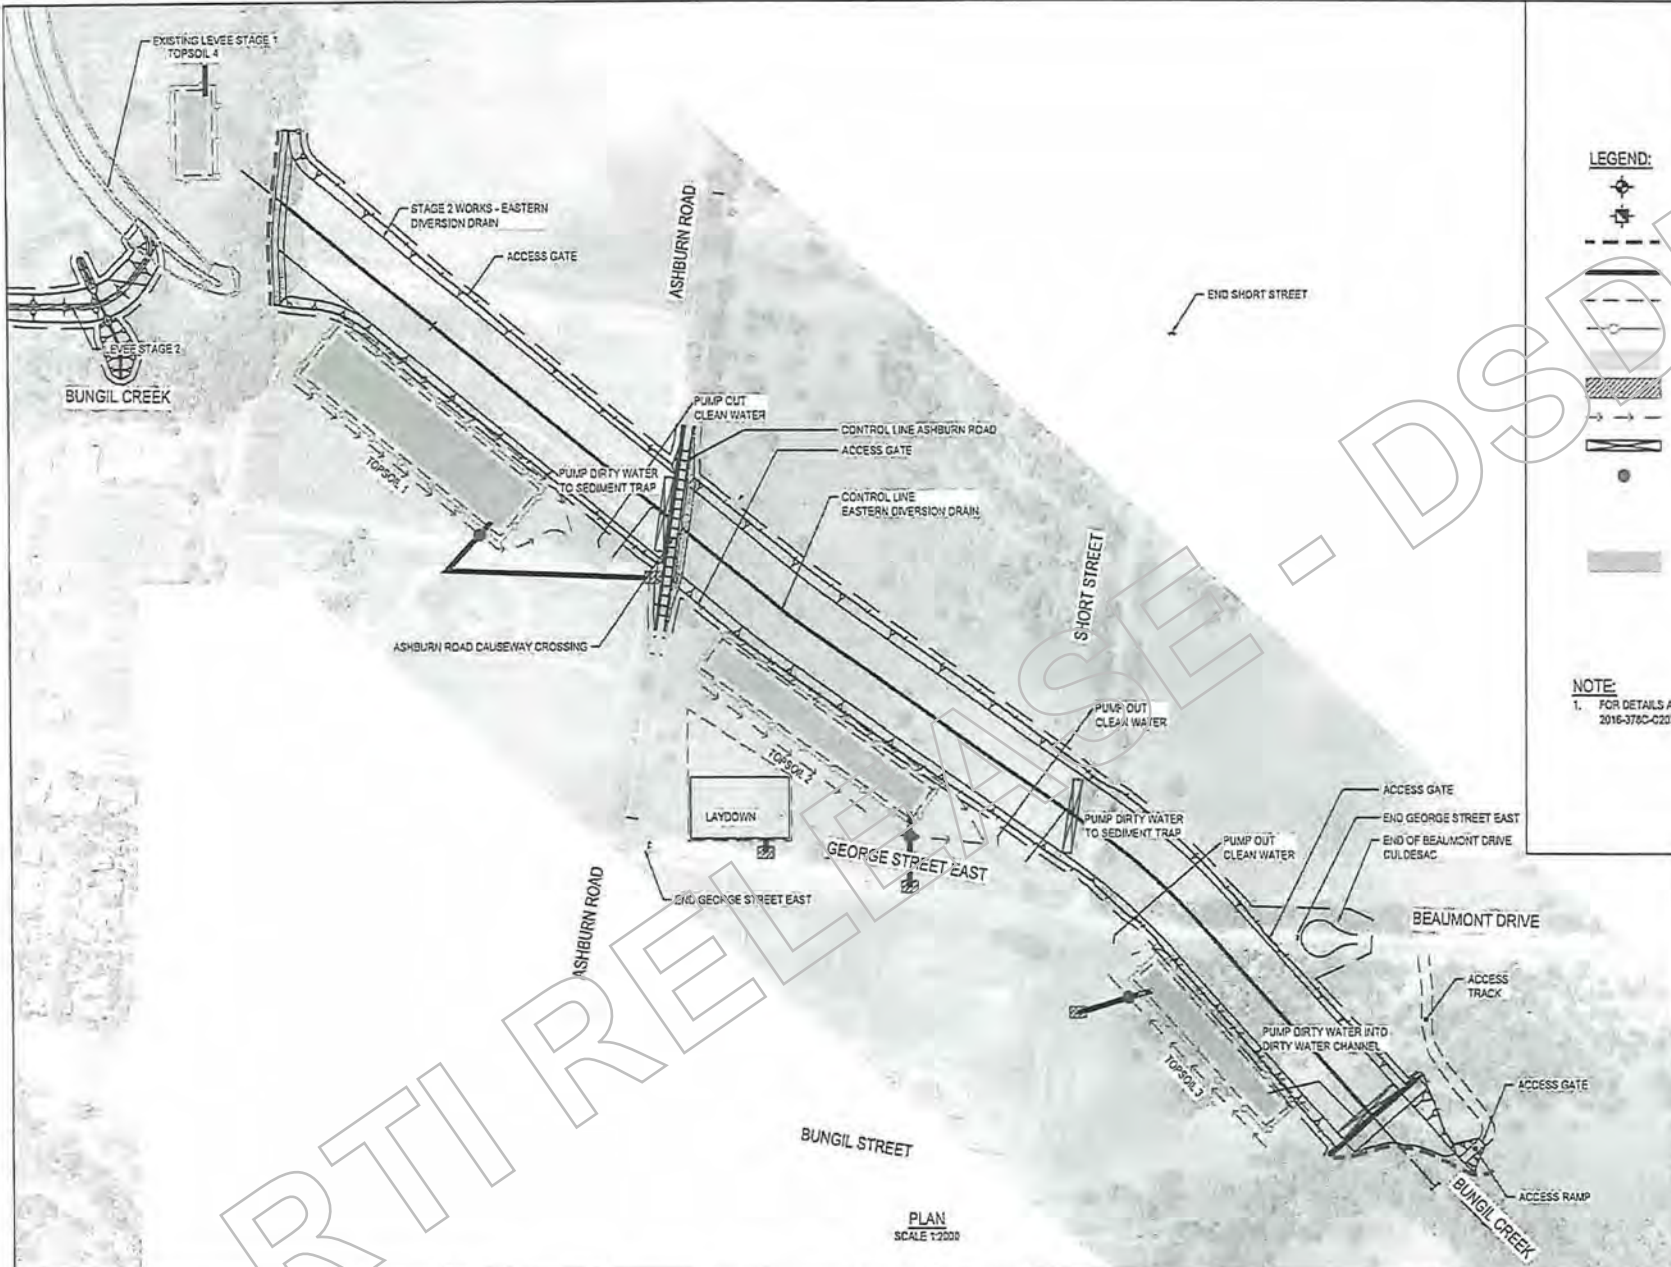 EXISTING LEVEE STAGE 1
TOPSOIL 4
STAGE 2 WORKS - EASTERN
DIVERSION DRAIN
ACCESS GATE
ASHBURN ROAD
END SHORT STREET
LEGEND:
LEVEE STAGE 2
BUNGIL CREEK
PUMP OUT
CLEAN WATER
CONTROL LINE ASHBURN ROAD
ACCESS GATE
TOPSOIL 1
PUMP DIRTY WATER
TO SEDIMENT TRAP
CONTROL LINE
EASTERN DIVERSION DRAIN
SHORT STREET
ASHBURN ROAD CAUSEWAY CROSSING
NOTE:
1. FOR DETAILS A
2016-378C-C20
PUMP OUT
CLEAN WATER
TOPSOIL 2
LAYDOWN
GEORGE STREET EAST
PUMP DIRTY WATER
TO SEDIMENT TRAP
ACCESS GATE
END GEORGE STREET EAST
END OF BEAUMONT DRIVE
CULDESAC
PUMP OUT
CLEAN WATER
END GEORGE STREET EAST
ASHBURN ROAD
BEAUMONT DRIVE
ACCESS
TRACK
PUMP DIRTY WATER INTO
DIRTY WATER CHANNEL
TOPSOIL 3
ACCESS GATE
BUNGIL STREET
ACCESS RAMP
BUNGIL CREEK
PLAN
SCALE 1:2000
RTI RELEASE - DSD